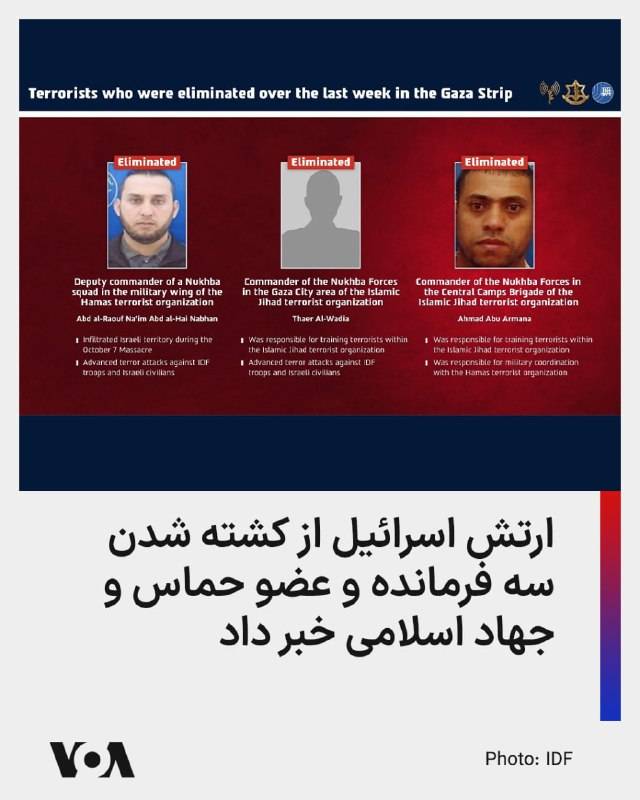 Terrorists who were eliminated over the last week in the Gaza Strip
Eliminated
Deputy commander of a Nukhba
squad in the military wing of the
Hamas terrorist organization
Abd al-Raouf Na'im Abd al-Hai Nabhan
Infiltrated Israeli territory during the
October 7 Massacre
Advanced terror attacks against IDF
troops and Israeli civilians
Eliminated
Commander of the Nukhba Forces
in the Gaza City area of the Islamic
Jihad terrorist organization
Thaer Al-Wadia
Was responsible for training terrorists within
the Islamic Jihad terrorist organization
Advanced terror attacks against IDF
troops and Israeli civilians
Eliminated
Commander of the Nukhba Forces in
the Central Camps Brigade of the
Islamic Jihad terrorist organization
Ahmad Abu Armana
Was responsible for training terrorists within
the Islamic Jihad terrorist organization
Was responsible for military coordination
with the Hamas terrorist organization
ارتش اسرائیل از کشته شدن
سه فرمانده و عضو حماس و
جهاد اسلامی خبر داد
VOA
Photo: IDF